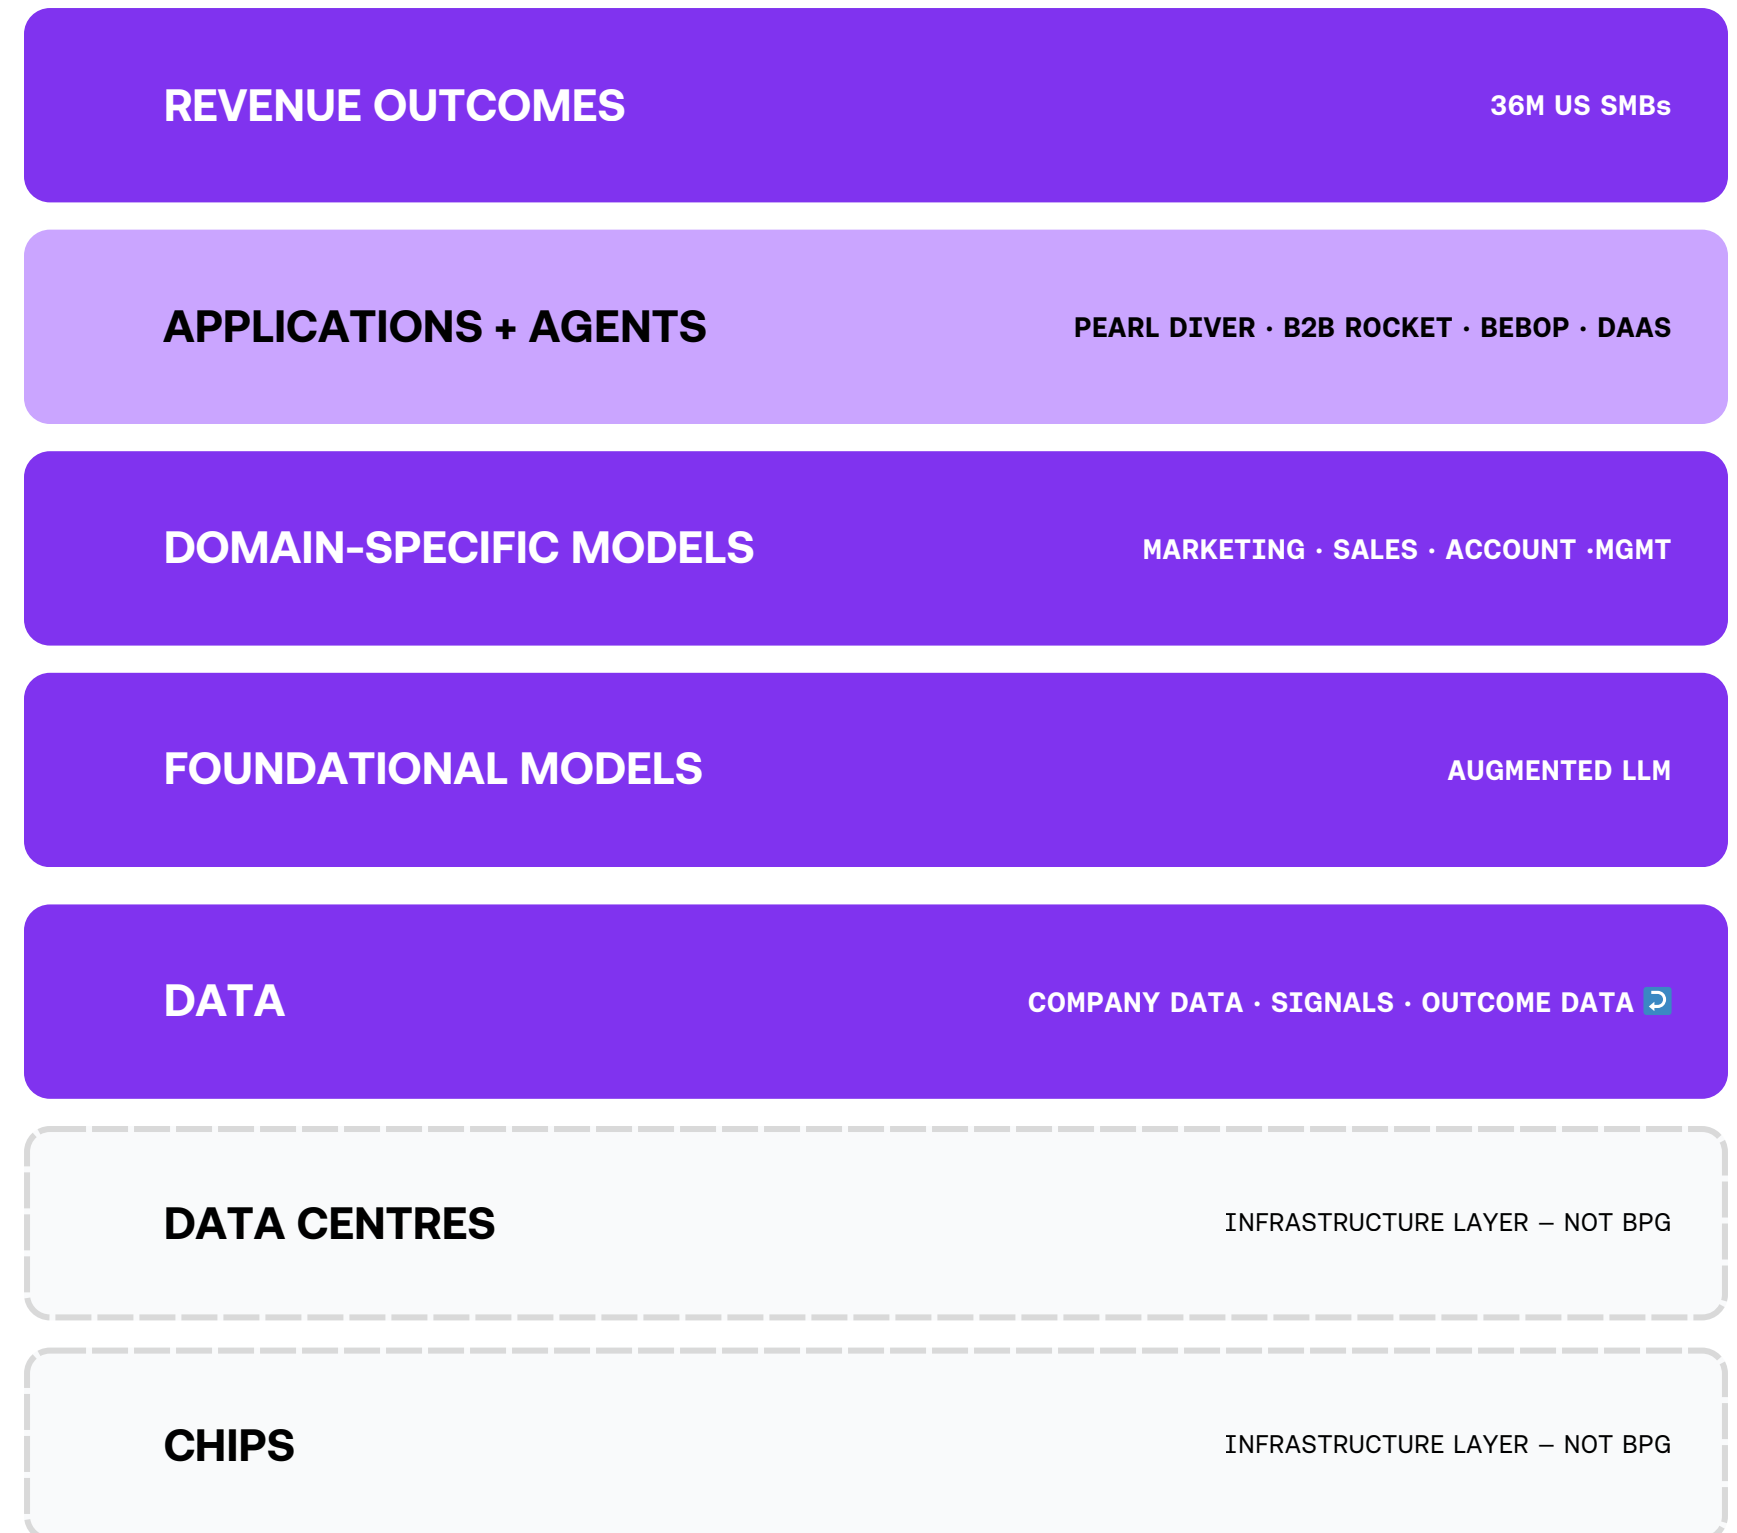 REVENUE OUTCOMES 36M US SMBs
APPLICATIONS + AGENTS PEARL DIVER · B2B ROCKET · BEBOP · DAAS
DOMAIN-SPECIFIC MODELS MARKETING · SALES · ACCOUNT ·MGMT
FOUNDATIONAL MODELS AUGMENTED LLM
DATA COMPANY DATA · SIGNALS · OUTCOME DATA ↩️
DATA CENTRES INFRASTRUCTURE LAYER — NOT BPG
CHIPS INFRASTRUCTURE LAYER — NOT BPG